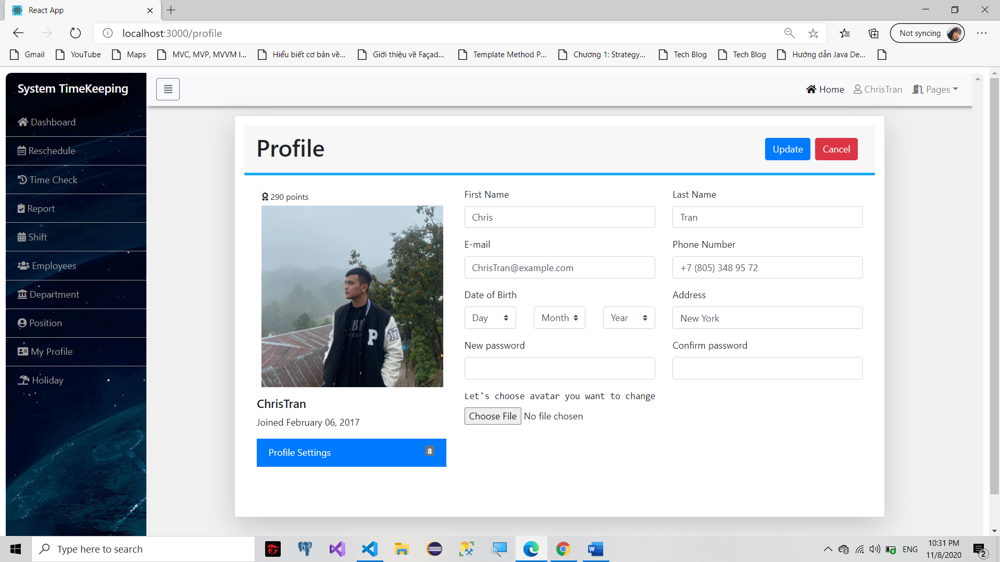 React App
localhost:3000/profile
Not syncing
Gmail
YouTube
Maps
MVC, MVP, MVVM I...
Hiểu biết cơ bản về...
Giới thiệu về Façad...
Template Method P...
Chương 1: Strategy...
Tech Blog
Tech Blog
Hướng dẫn Java De...
System TimeKeeping
Home
ChrisTran
Pages
Dashboard
Reschedule
Time Check
Report
Shift
Employees
Department
Position
My Profile
Holiday
Profile
Update
Cancel
290 points
P
17
ChrisTran
Joined February 06, 2017
Profile Settings
8
First Name
Chris
Last Name
Tran
E-mail
ChrisTran@example.com
Phone Number
+7 (805) 348 95 72
Date of Birth
Day
Month
Year
Address
New York
New password
Confirm password
Let's choose avatar you want to change
Choose File No file chosen
Type here to search
ENG
10:31 PM
11/8/2020
2